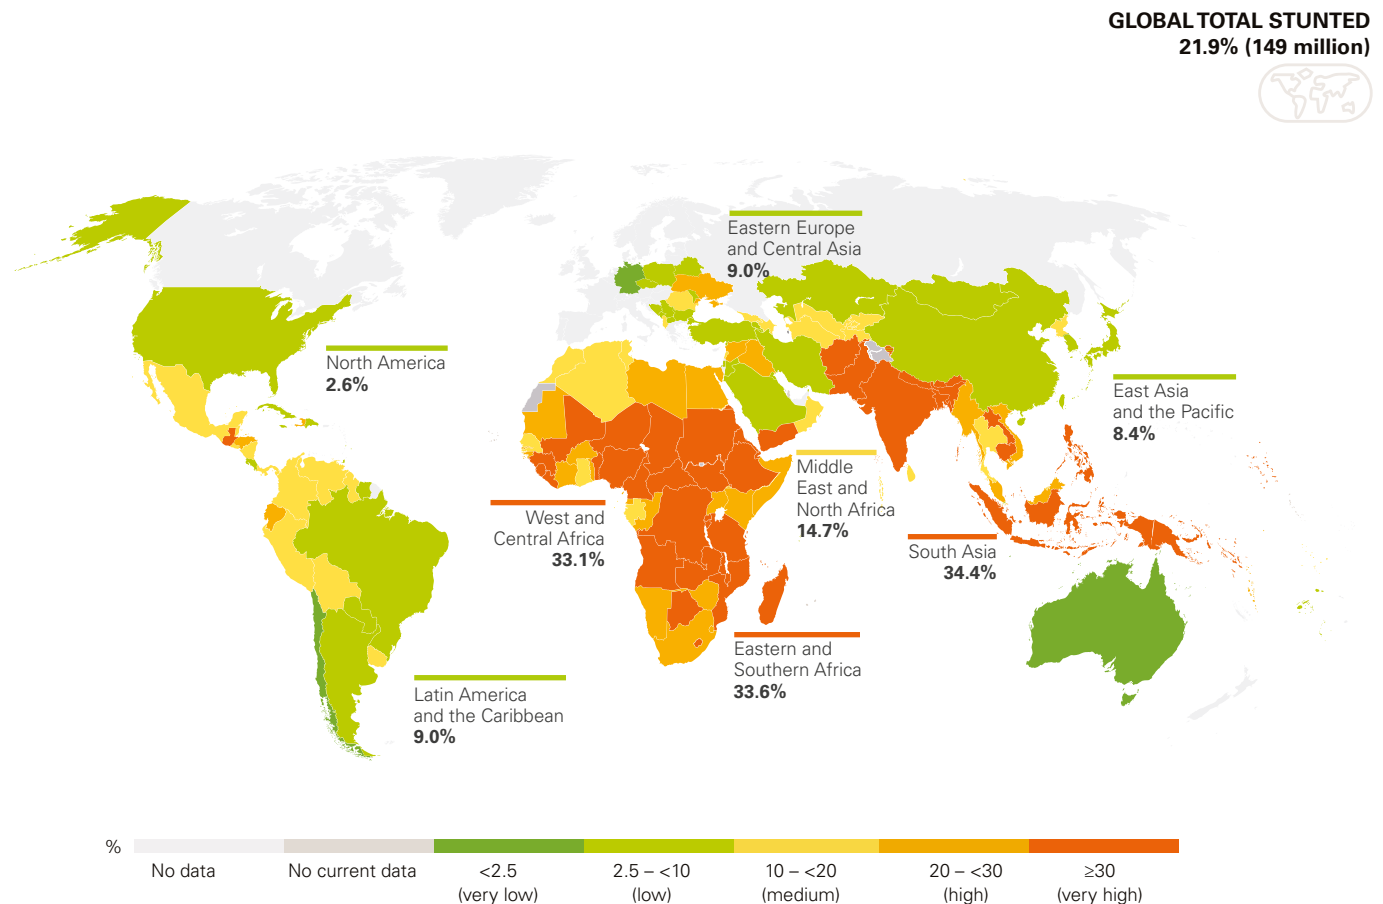 GLOBAL TOTAL STUNTED
21.9% (149 million)
Eastern Europe
and Central Asia
9.0%
North America
2.6%
East Asia
and the Pacific
8.4%
Middle
East and
North Africa
14.7%
West and
Central Africa
33.1%
South Asia
34.4%
Eastern and
Southern Africa
33.6%
Latin America
and the Caribbean
9.0%
%
No data
No current data
<2.5
(very low)
2.5 – <10
(low)
10 – <20
(medium)
20 – <30
(high)
≥30
(very high)